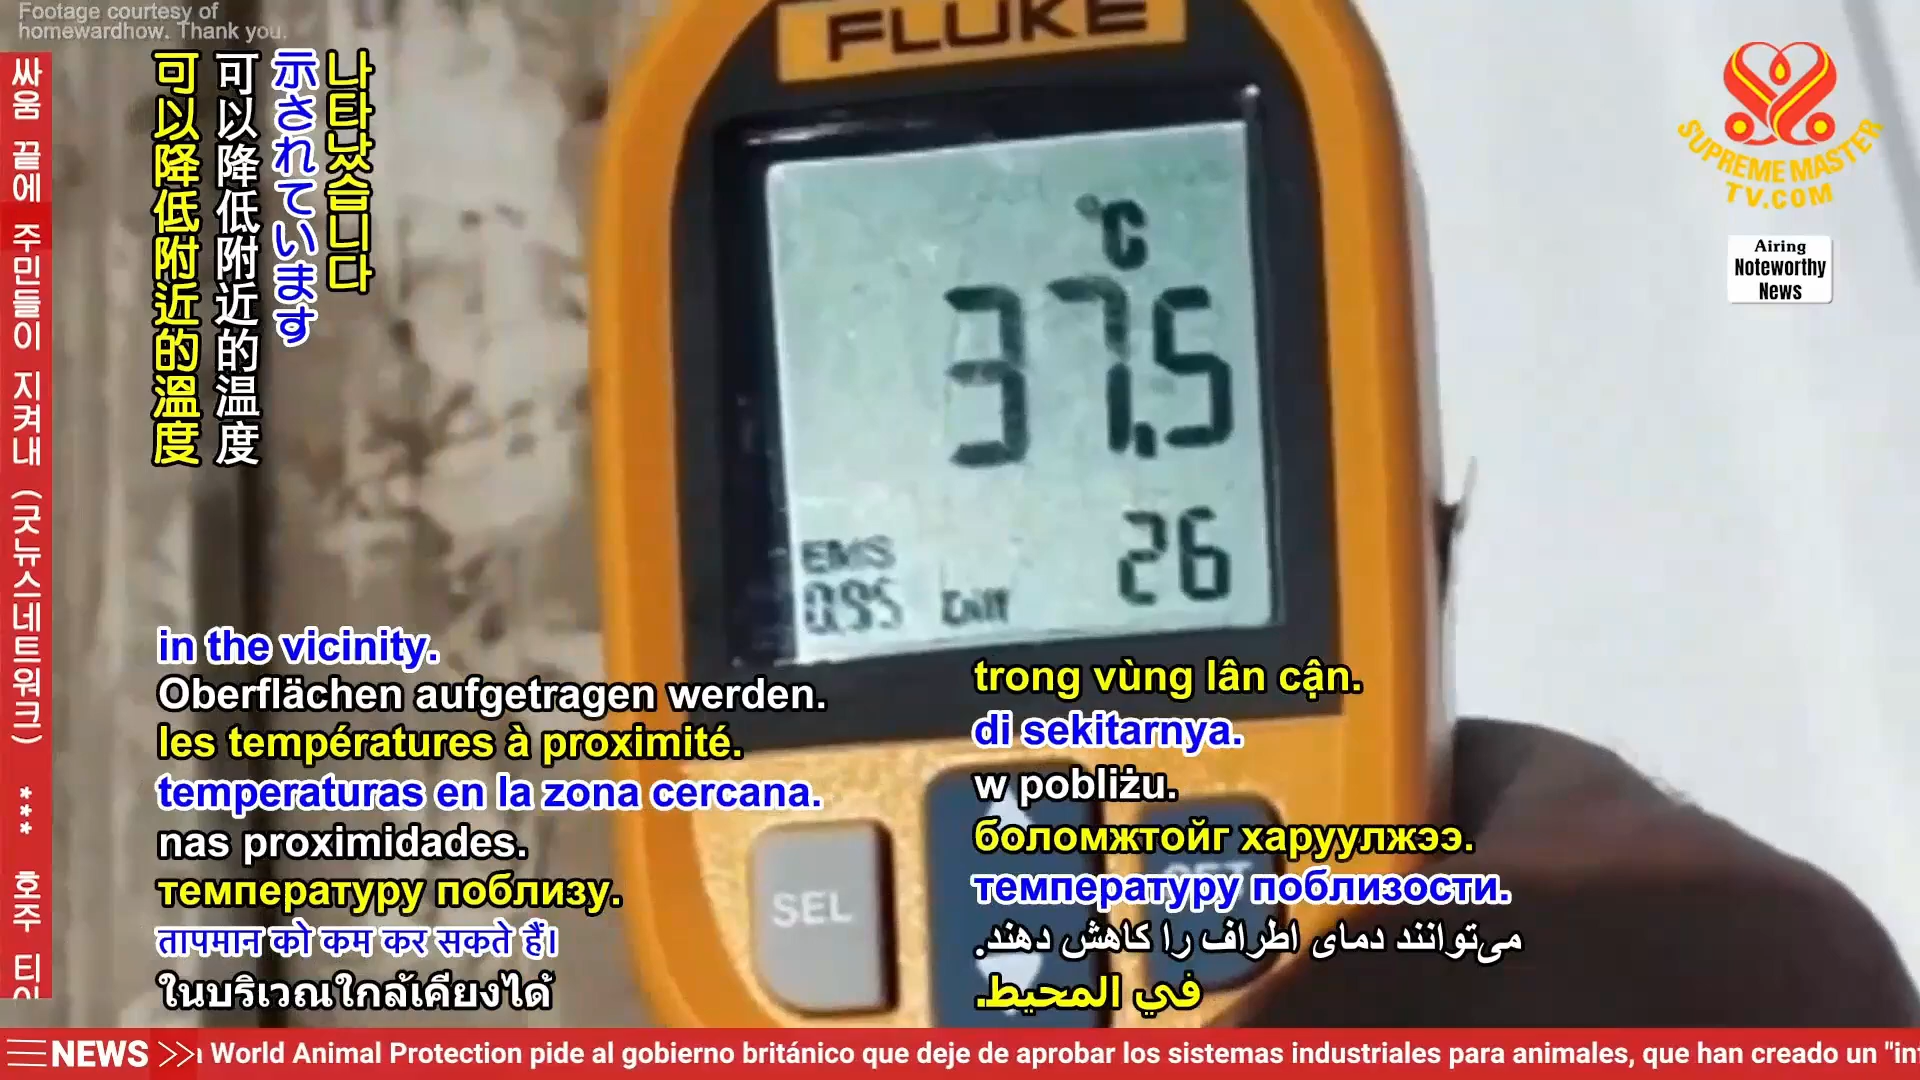 Footage courtesy of
homewardhow. Thank you.
FLUKE
SUPREME MASTER
TV.COM
Airing
Noteworthy
News
싸움 끝에 주민들이 지켜내 (굿뉴스네트워크) *** 호주
可以降低附近的溫度
可以降低附近的温度
示されています
나타났습니다
°C
37.5
EMS
0.95
26
SEL
in the vicinity.
Oberflächen aufgetragen werden.
les températures à proximité.
temperaturas en la zona cercana.
nas proximidades.
температуру поблизу.
तापमान को कम कर सकते हैं।
ในบริเวณใกล้เคียงได้
trong vùng lân cận.
di sekitarnya.
w pobliżu.
боломжтойг харуулжээ.
температуру поблизости.
می‌توانند دمای اطراف را کاهش دهند.
في المحيط.
NEWS
World Animal Protection pide al gobierno británico que deje de aprobar los sistemas industriales para animales, que han creado un